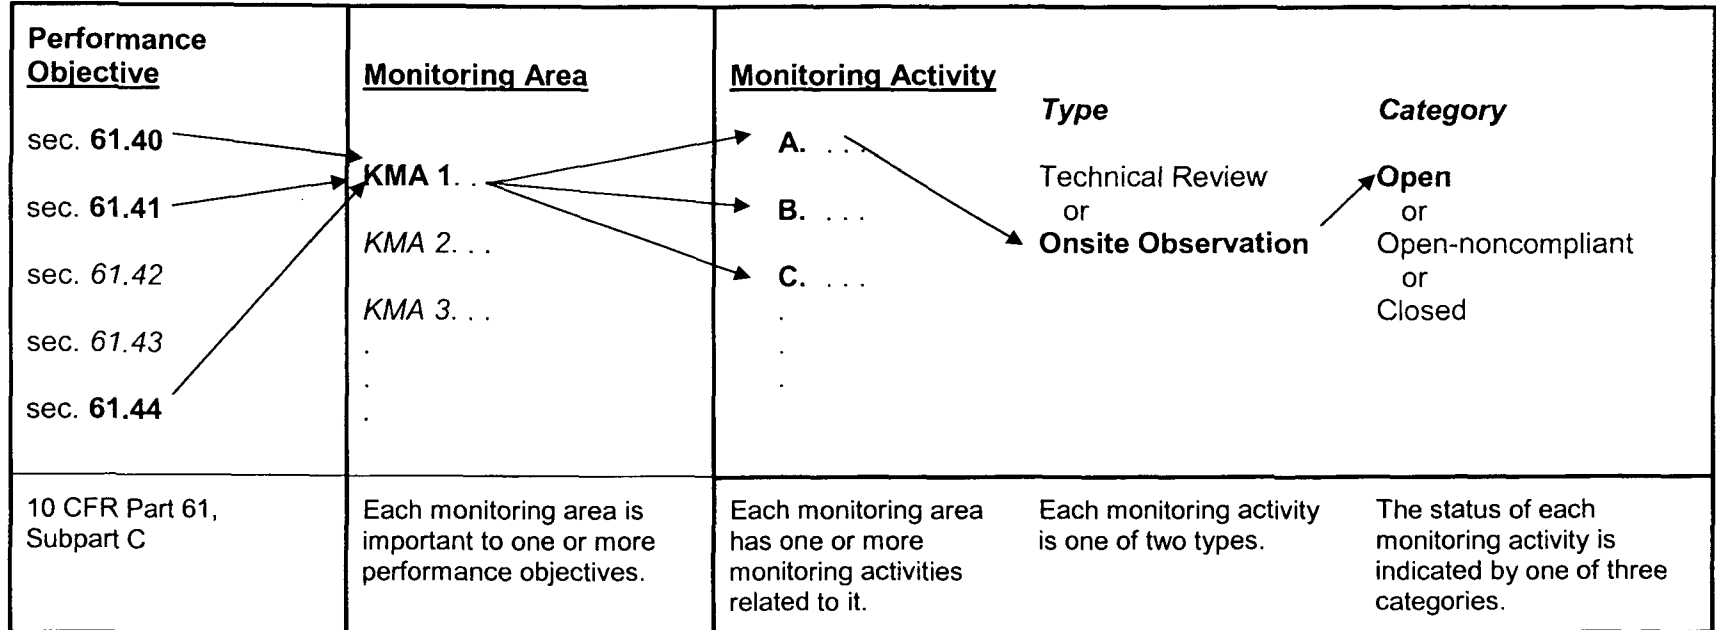 Performance
Objective
sec. 61.40
sec. 61.41
sec. 61.42
sec. 61.43
sec. 61.44
10 CFR Part 61,
Subpart C
Monitoring Area
KMA 1. . .
KMA 2. . .
KMA 3. . .
.
.
.
Each monitoring area is
important to one or more
performance objectives.
Monitoring Activity
A. . . .
B. . . .
C. . . .
.
.
.
Each monitoring area
has one or more
monitoring activities
related to it.
Type
Technical Review
or
Onsite Observation
Each monitoring activity
is one of two types.
Category
Open
or
Open-noncompliant
or
Closed
The status of each
monitoring activity is
indicated by one of three
categories.